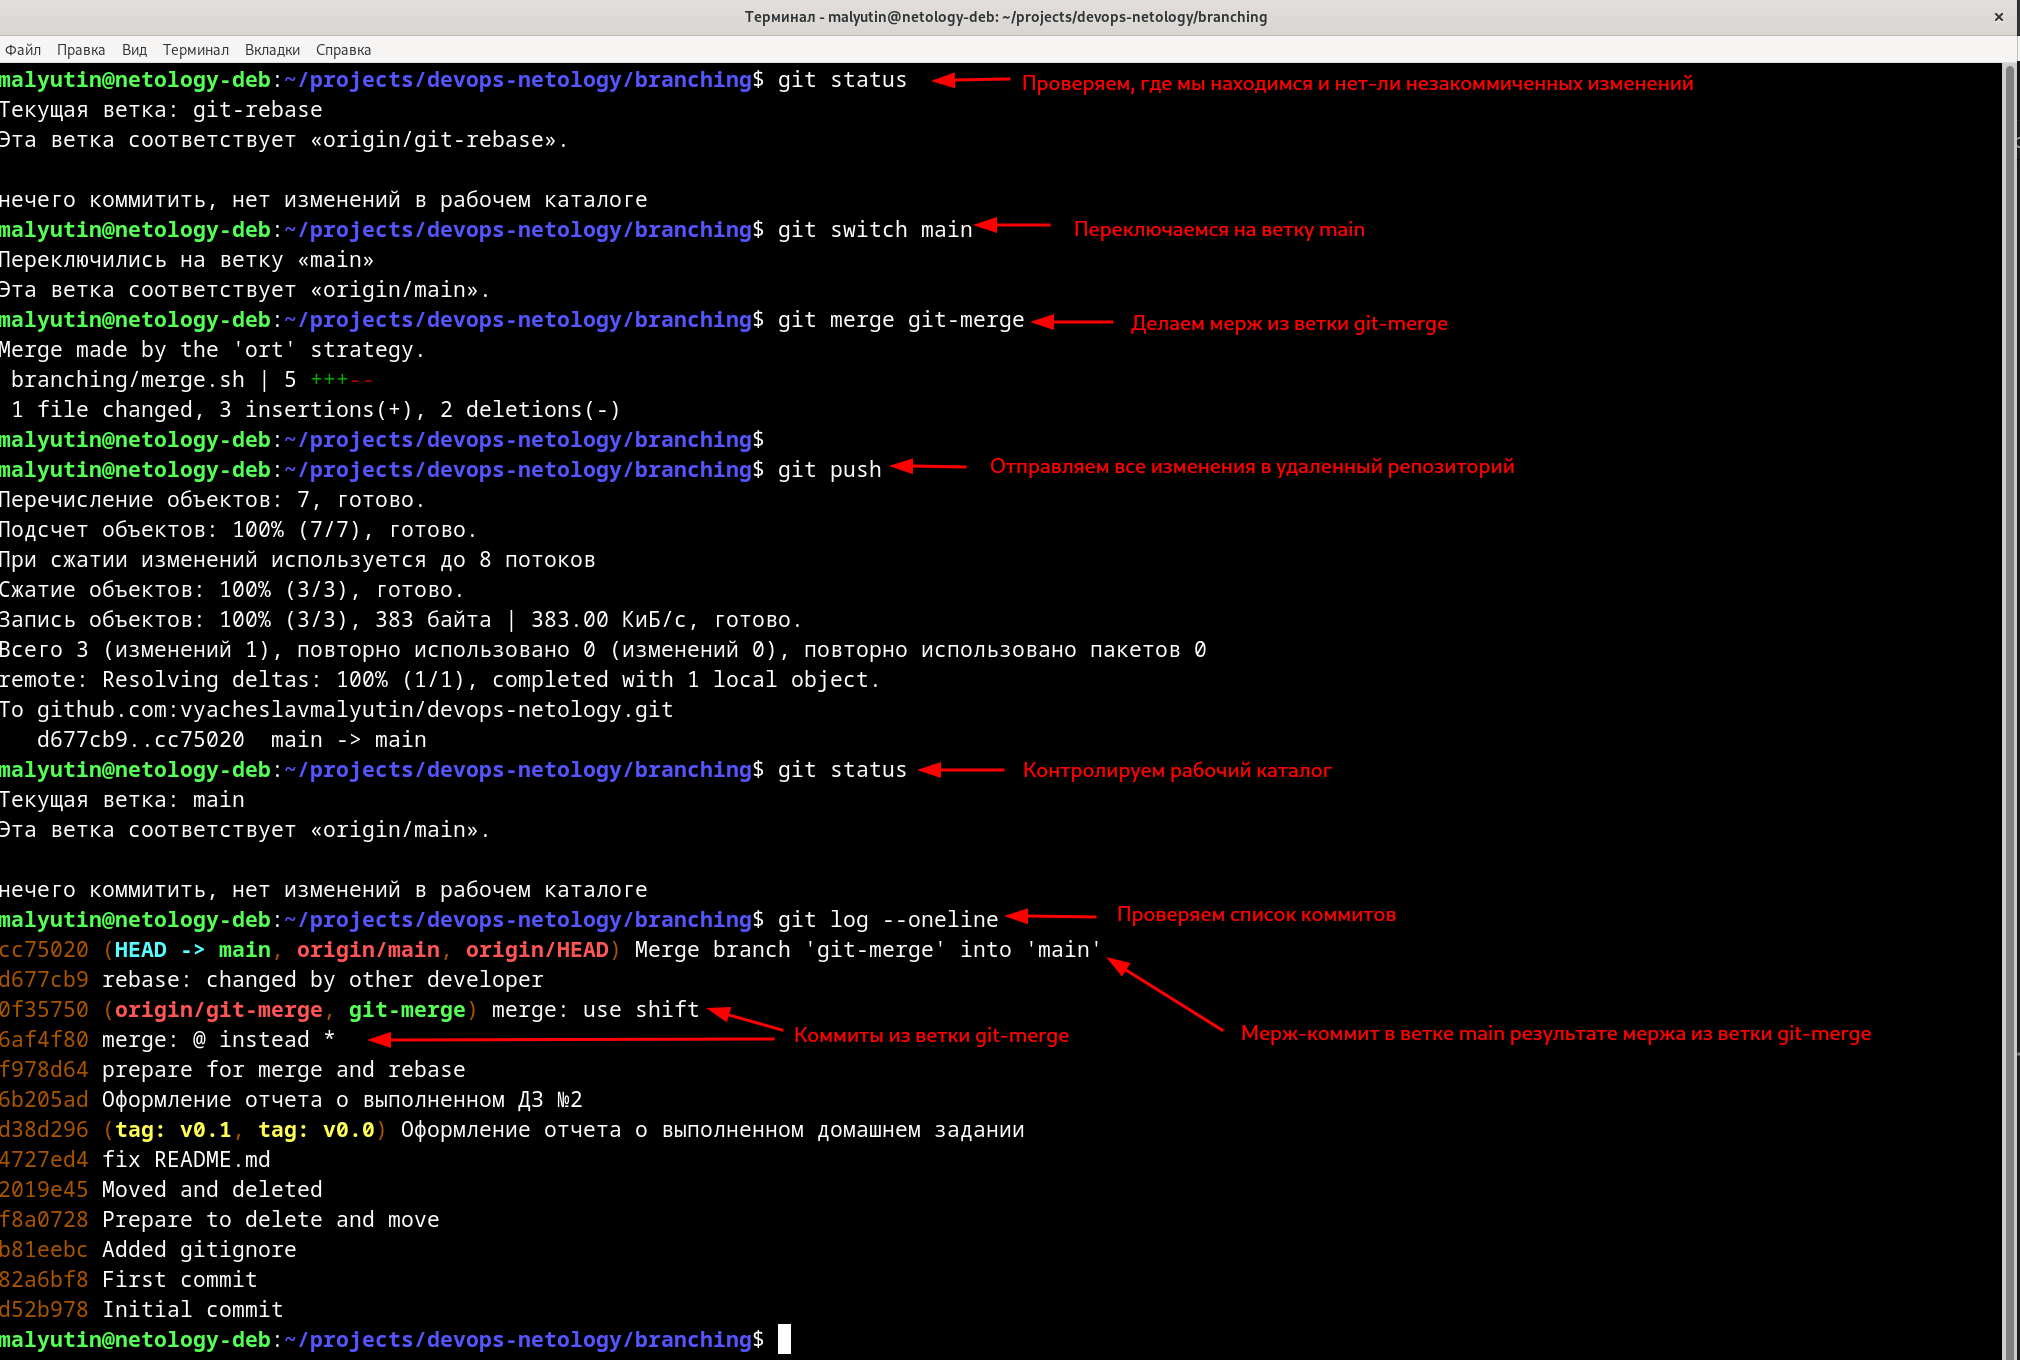 Терминал - malyutin@netology-deb: ~/projects/devops-netology/branching ×
Файл Правка Вид Терминал Вкладки Справка
malyutin@netology-deb:~/projects/devops-netology/branching$ git status Проверяем, где мы находимся и нет-ли незакоммиченных изменений
Текущая ветка: git-rebase
Эта ветка соответствует «origin/git-rebase».
нечего коммитить, нет изменений в рабочем каталоге
malyutin@netology-deb:~/projects/devops-netology/branching$ git switch main Переключаемся на ветку main
Переключились на ветку «main»
Эта ветка соответствует «origin/main».
malyutin@netology-deb:~/projects/devops-netology/branching$ git merge git-merge Делаем мерж из ветки git-merge
Merge made by the 'ort' strategy.
branching/merge.sh | 5 +++--
1 file changed, 3 insertions(+), 2 deletions(-)
malyutin@netology-deb:~/projects/devops-netology/branching$
malyutin@netology-deb:~/projects/devops-netology/branching$ git push Отправляем все изменения в удаленный репозиторий
Перечисление объектов: 7, готово.
Подсчет объектов: 100% (7/7), готово.
При сжатии изменений используется до 8 потоков
Сжатие объектов: 100% (3/3), готово.
Запись объектов: 100% (3/3), 383 байта | 383.00 КиБ/с, готово.
Всего 3 (изменений 1), повторно использовано 0 (изменений 0), повторно использовано пакетов 0
remote: Resolving deltas: 100% (1/1), completed with 1 local object.
To github.com:vyacheslavmalyutin/devops-netology.git
d677cb9..cc75020 main -> main
malyutin@netology-deb:~/projects/devops-netology/branching$ git status Контролируем рабочий каталог
Текущая ветка: main
Эта ветка соответствует «origin/main».
нечего коммитить, нет изменений в рабочем каталоге
malyutin@netology-deb:~/projects/devops-netology/branching$ git log --oneline Проверяем список коммитов
cc75020 (HEAD -> main, origin/main, origin/HEAD) Merge branch 'git-merge' into 'main'
d677cb9 rebase: changed by other developer
0f35750 (origin/git-merge, git-merge) merge: use shift
Коммиты из ветки git-merge Мерж-коммит в ветке main результате мержа из ветки git-merge
6af4f80 merge: @ instead *
f978d64 prepare for merge and rebase
6b205ad Оформление отчета о выполненном ДЗ №2
d38d296 (tag: v0.1, tag: v0.0) Оформление отчета о выполненном домашнем задании
4727ed4 fix README.md
2019e45 Moved and deleted
f8a0728 Prepare to delete and move
b81eebc Added gitignore
82a6bf8 First commit
d52b978 Initial commit
malyutin@netology-deb:~/projects/devops-netology/branching$